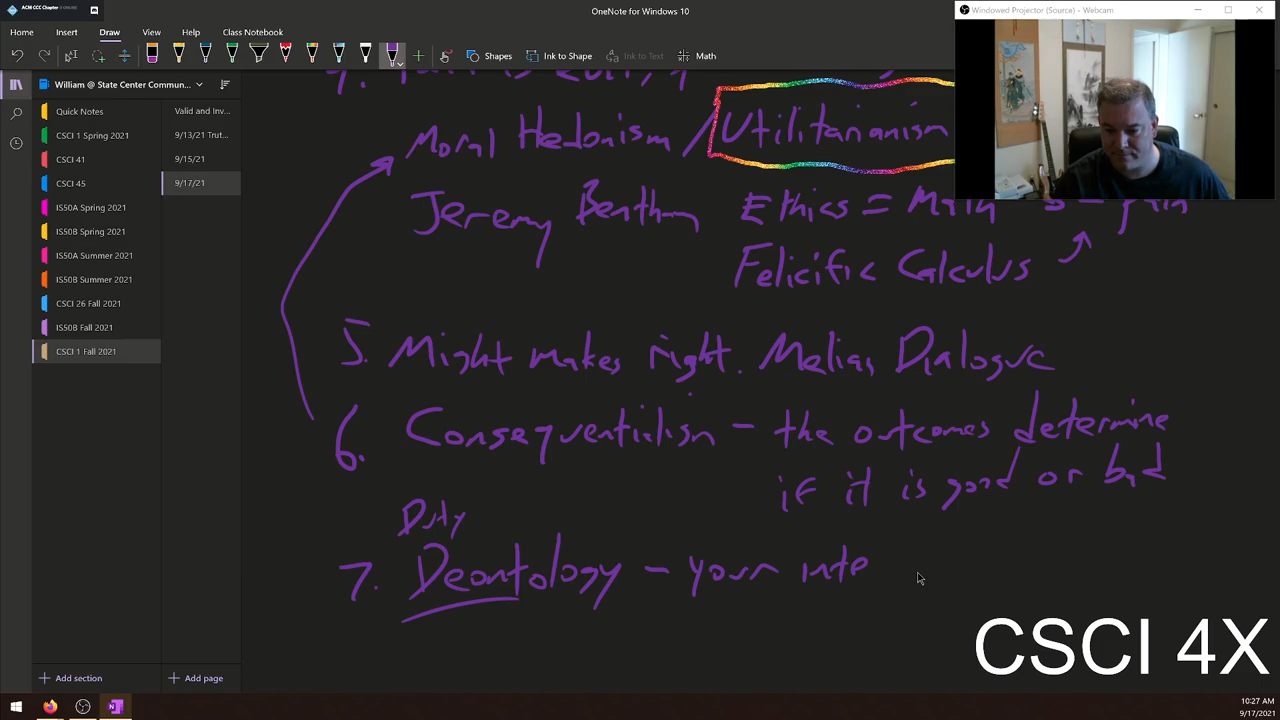 ACM CCC Chapter
OneNote for Windows 10
Windowed Projector (Source) - Webcam
Home Insert Draw View Help Class Notebook
Shapes Ink to Shape Ink to Text Math
William @ State Center Commun...
Quick Notes
CSCI 1 Spring 2021
CSCI 41
CSCI 45
IS50A Spring 2021
IS50B Spring 2021
IS50A Summer 2021
IS50B Summer 2021
CSCI 26 Fall 2021
IS50B Fall 2021
CSCI 1 Fall 2021
Add section
Valid and Inv...
9/13/21 Trut...
9/15/21
9/17/21
Add page
Moral Hedonism / Utilitarianism
Jeremy Bentham Ethics = Math
Felicific Calculus
5. Might makes right. Melian Dialogue
6. Consequentialism - the outcomes determine
if it is good or bad
Duty
7. Deontology - your inte
CSCI 4X
10:27 AM
9/17/2021